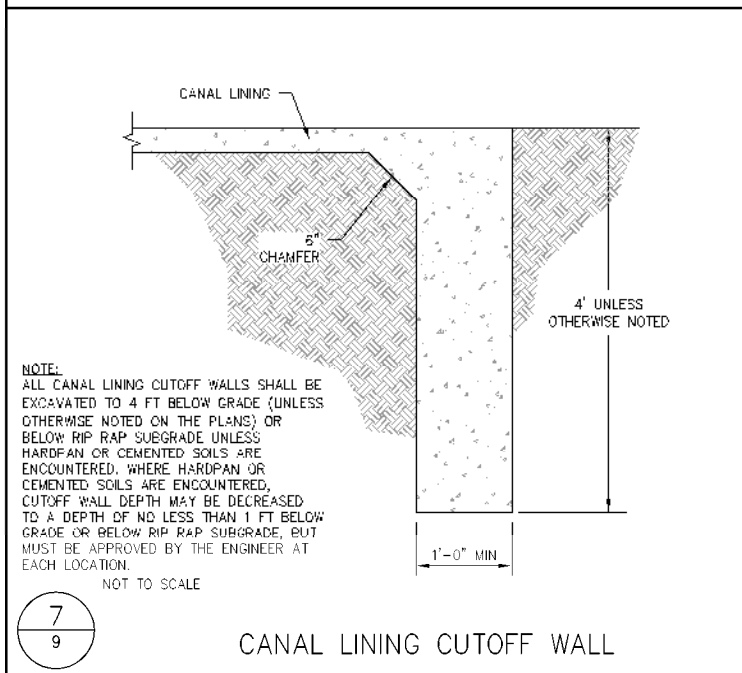 CANAL LINING
CHAMFER
4' UNLESS
OTHERWISE NOTED
NOTE:
ALL CANAL LINING CUTOFF WALLS SHALL BE
EXCAVATED TO 4 FT BELOW GRADE (UNLESS
OTHERWISE NOTED ON THE PLANS) OR
BELOW RIP RAP SUBGRADE UNLESS
HARDPAN OR CEMENTED SOILS ARE
ENCOUNTERED. WHERE HARDPAN OR
CEMENTED SOILS ARE ENCOUNTERED,
CUTOFF WALL DEPTH MAY BE DECREASED
TO A DEPTH OF NO LESS THAN 1 FT BELOW
GRADE OR BELOW RIP RAP SUBGRADE, BUT
MUST BE APPROVED BY THE ENGINEER AT
EACH LOCATION.
1'-0" MIN
NOT TO SCALE
7
9
CANAL LINING CUTOFF WALL